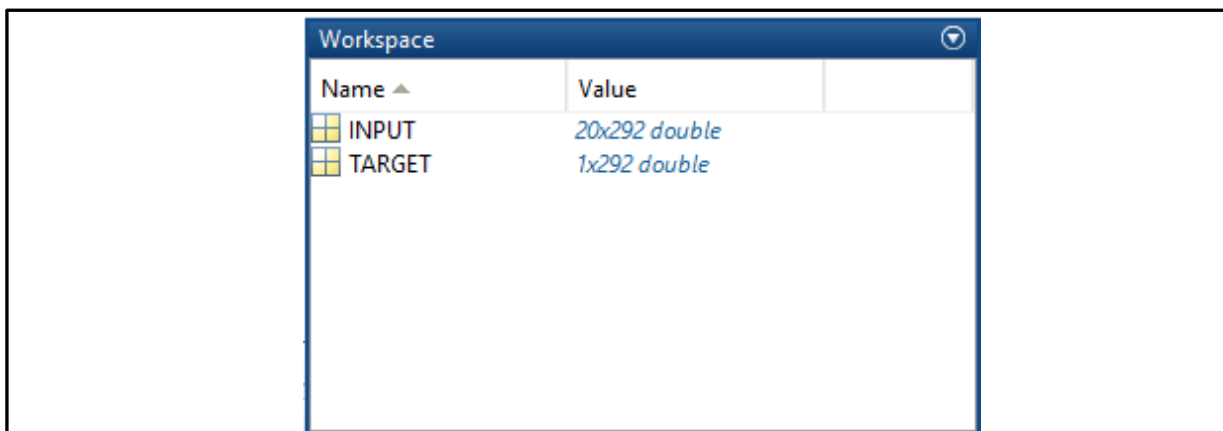 Workspace
Name Value
INPUT 20x292 double
TARGET 1x292 double